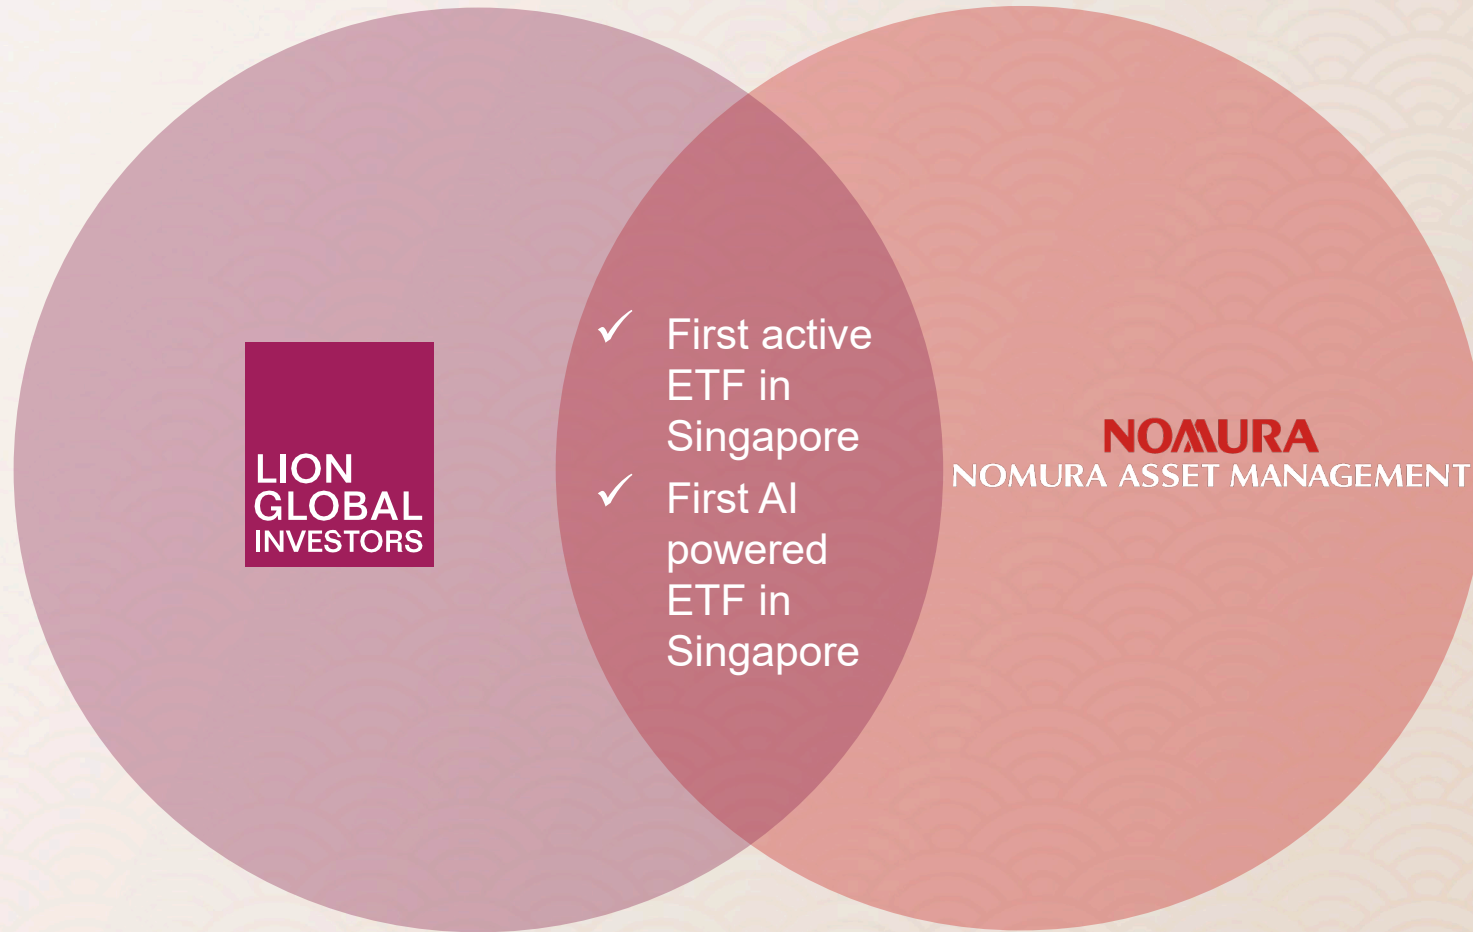 LION
GLOBAL
INVESTORS
✓ First active
ETF in
Singapore
✓ First AI
powered
ETF in
Singapore
NOMURA
NOMURA ASSET MANAGEMENT